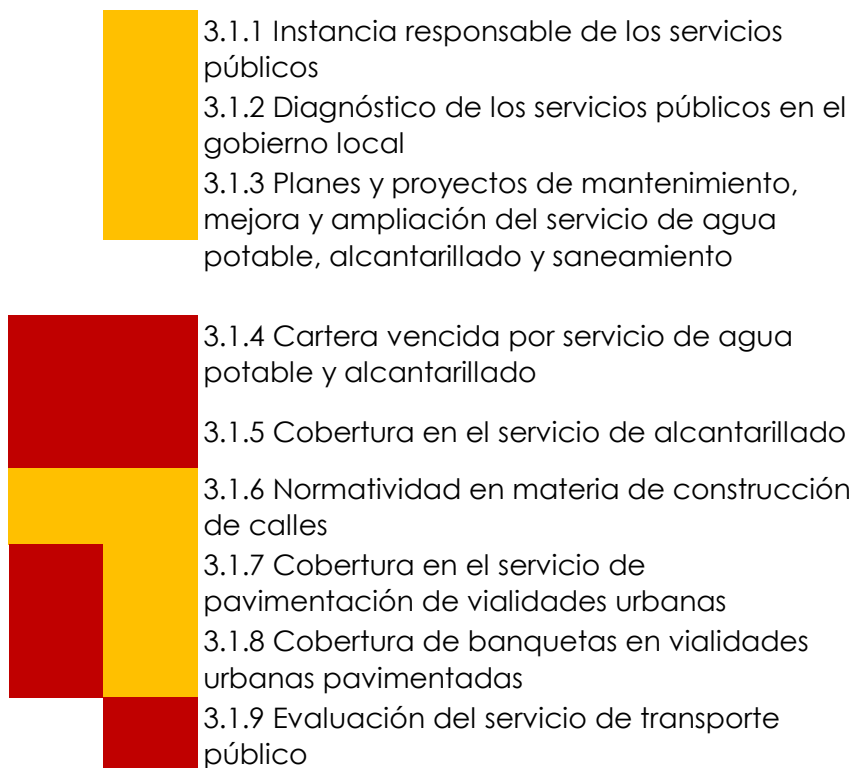 3.1.1 Instancia responsable de los servicios
públicos
3.1.2 Diagnóstico de los servicios públicos en el
gobierno local
3.1.3 Planes y proyectos de mantenimiento,
mejora y ampliación del servicio de agua
potable, alcantarillado y saneamiento
3.1.4 Cartera vencida por servicio de agua
potable y alcantarillado
3.1.5 Cobertura en el servicio de alcantarillado
3.1.6 Normatividad en materia de construcción
de calles
3.1.7 Cobertura en el servicio de
pavimentación de vialidades urbanas
3.1.8 Cobertura de banquetas en vialidades
urbanas pavimentadas
3.1.9 Evaluación del servicio de transporte
público